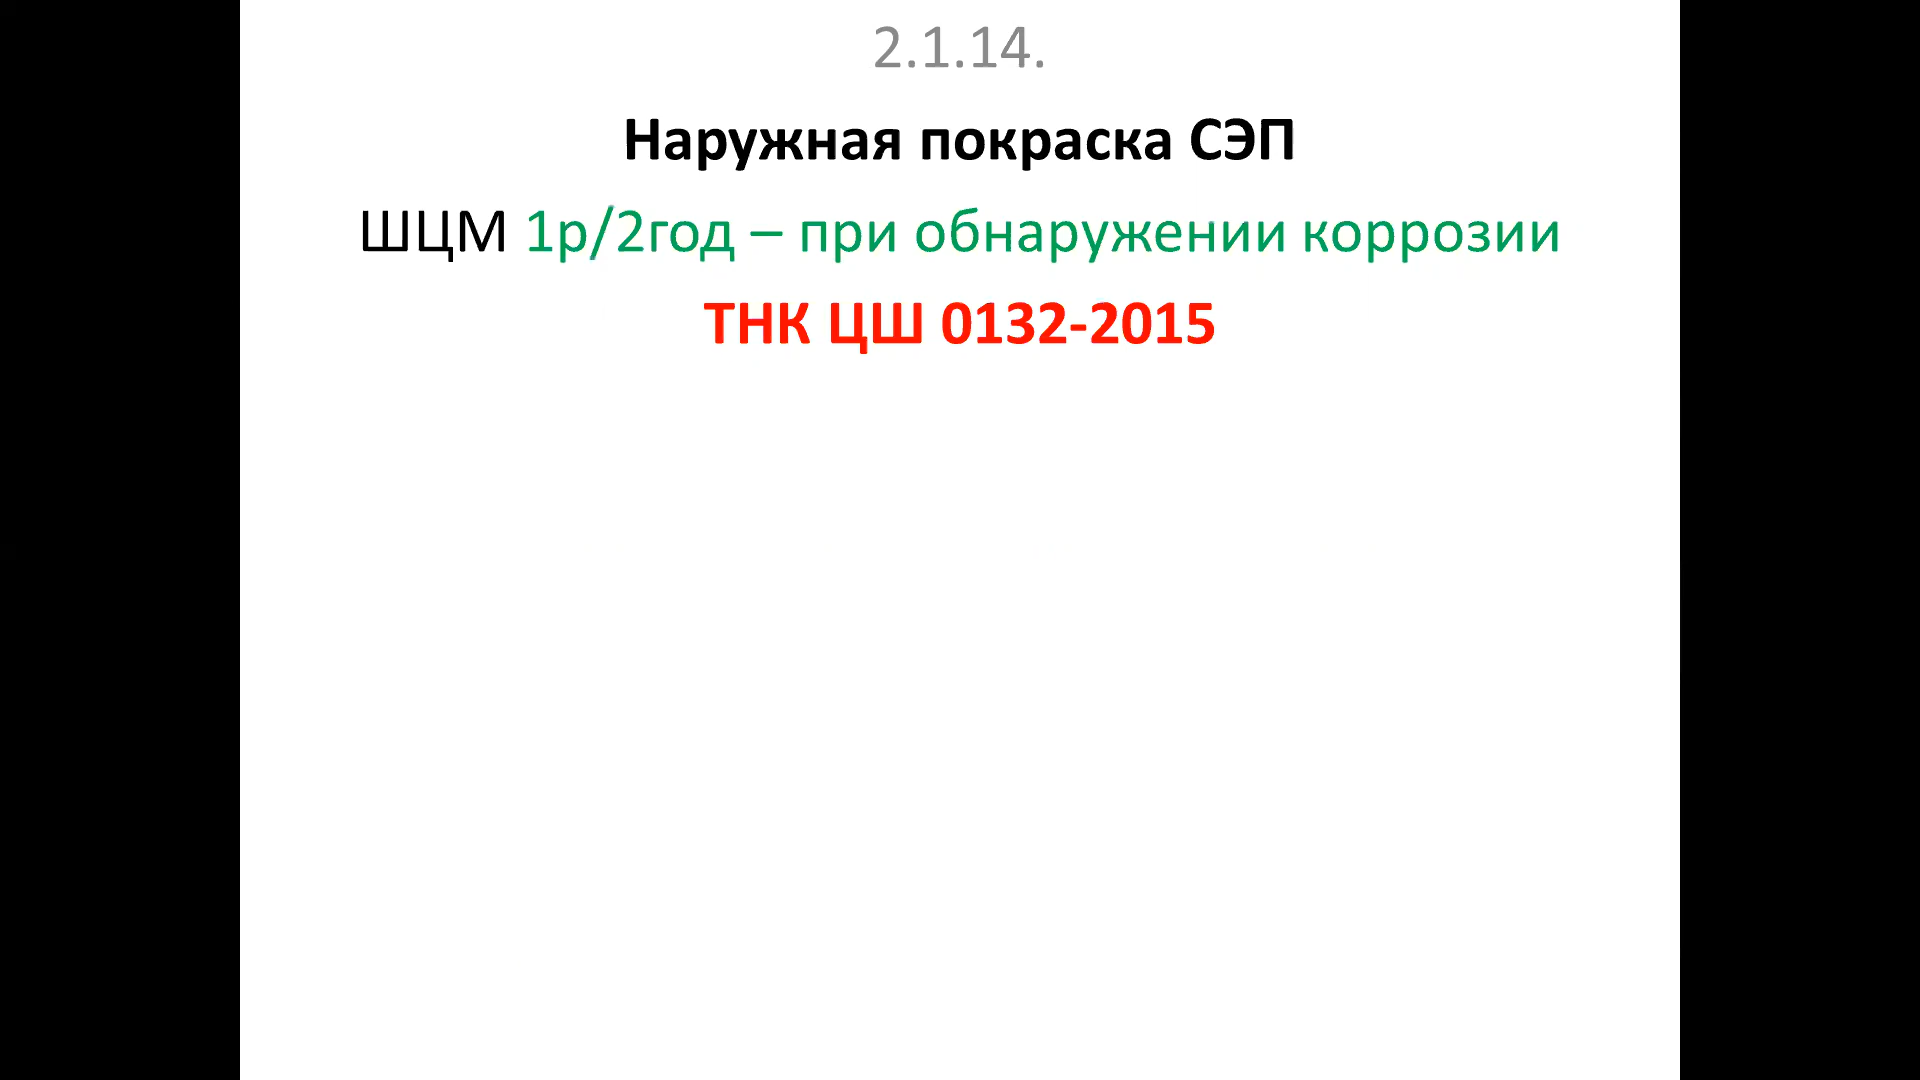 2.1.14.
Наружная покраска СЭП
ШЦМ 1р/2год – при обнаружении коррозии
ТНК ЦШ 0132-2015